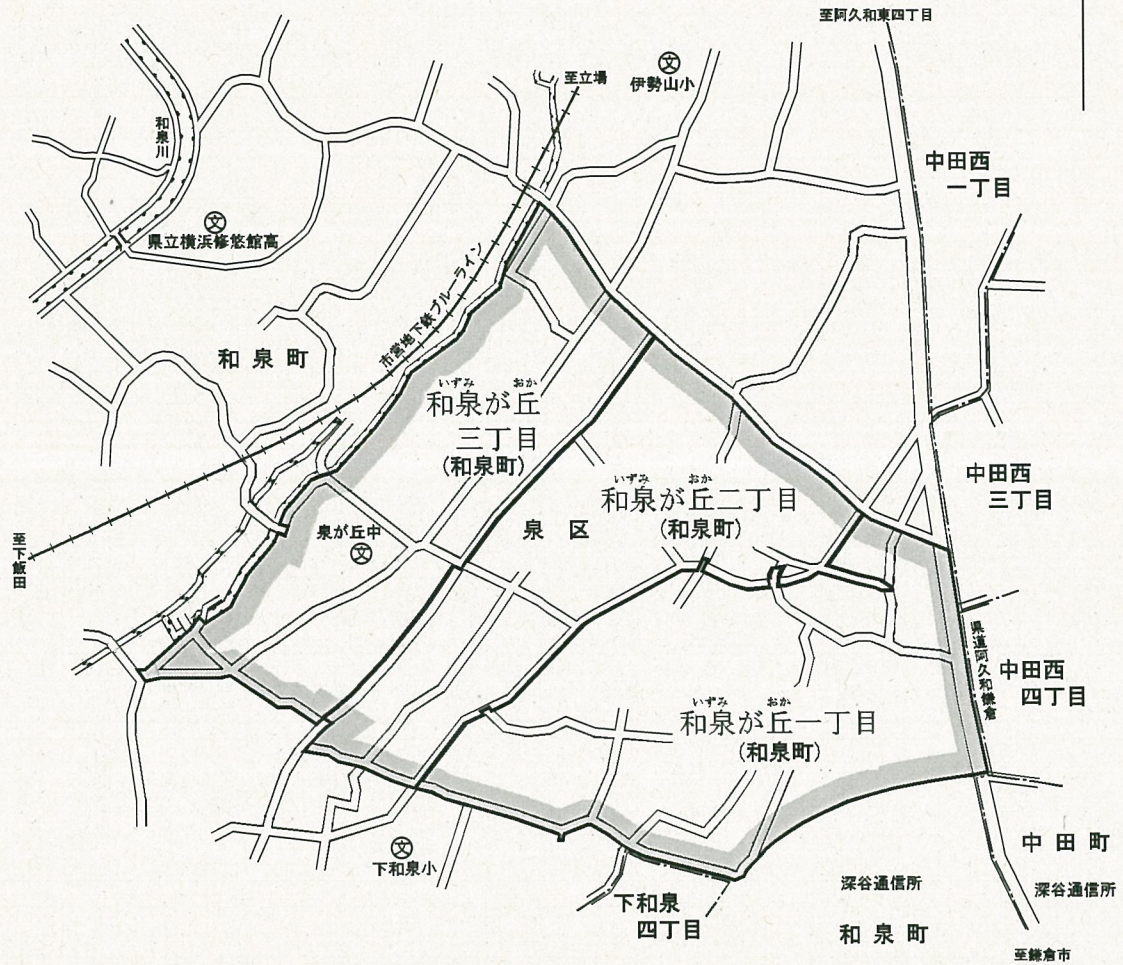 至阿久和東四丁目
文
伊勢山小
至立場
和泉川
中田西
一丁目
文
県立横浜修悠館高
市営地下鉄ブルーライン
和泉町
いずみ おか
和泉が丘
三丁目
(和泉町)
中田西
三丁目
いずみ おか
和泉が丘二丁目
(和泉町)
泉区
泉が丘中
文
至下飯田
県道阿久和鎌倉
中田西
四丁目
いずみ おか
和泉が丘一丁目
(和泉町)
中田町
文
下和泉小
深谷通信所
深谷通信所
下和泉
四丁目
和泉町
至鎌倉市